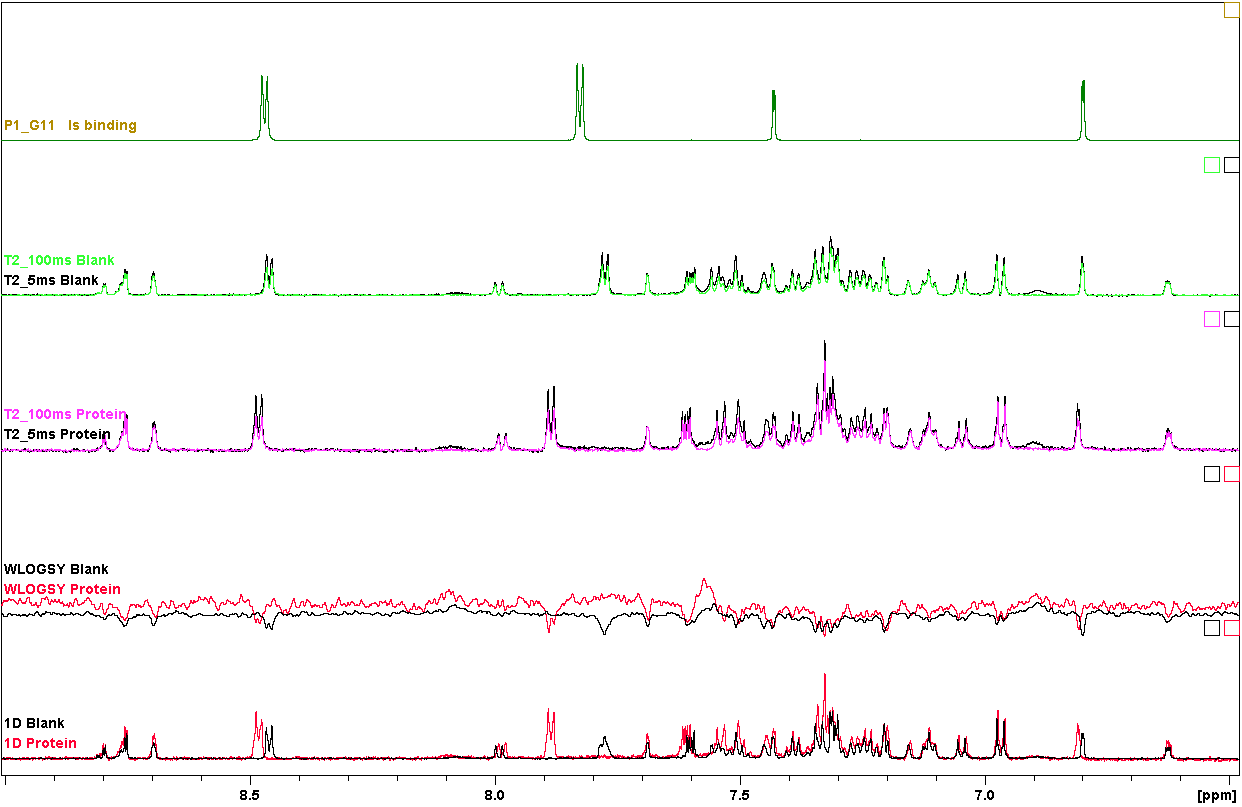 P1_G11 Is binding
T2_100ms Blank
T2_5ms Blank
T2_100ms Protein
T2_5ms Protein
WLOGSY Blank
WLOGSY Protein
1D Blank
1D Protein
8.5 8.0 7.5 7.0 [ppm]